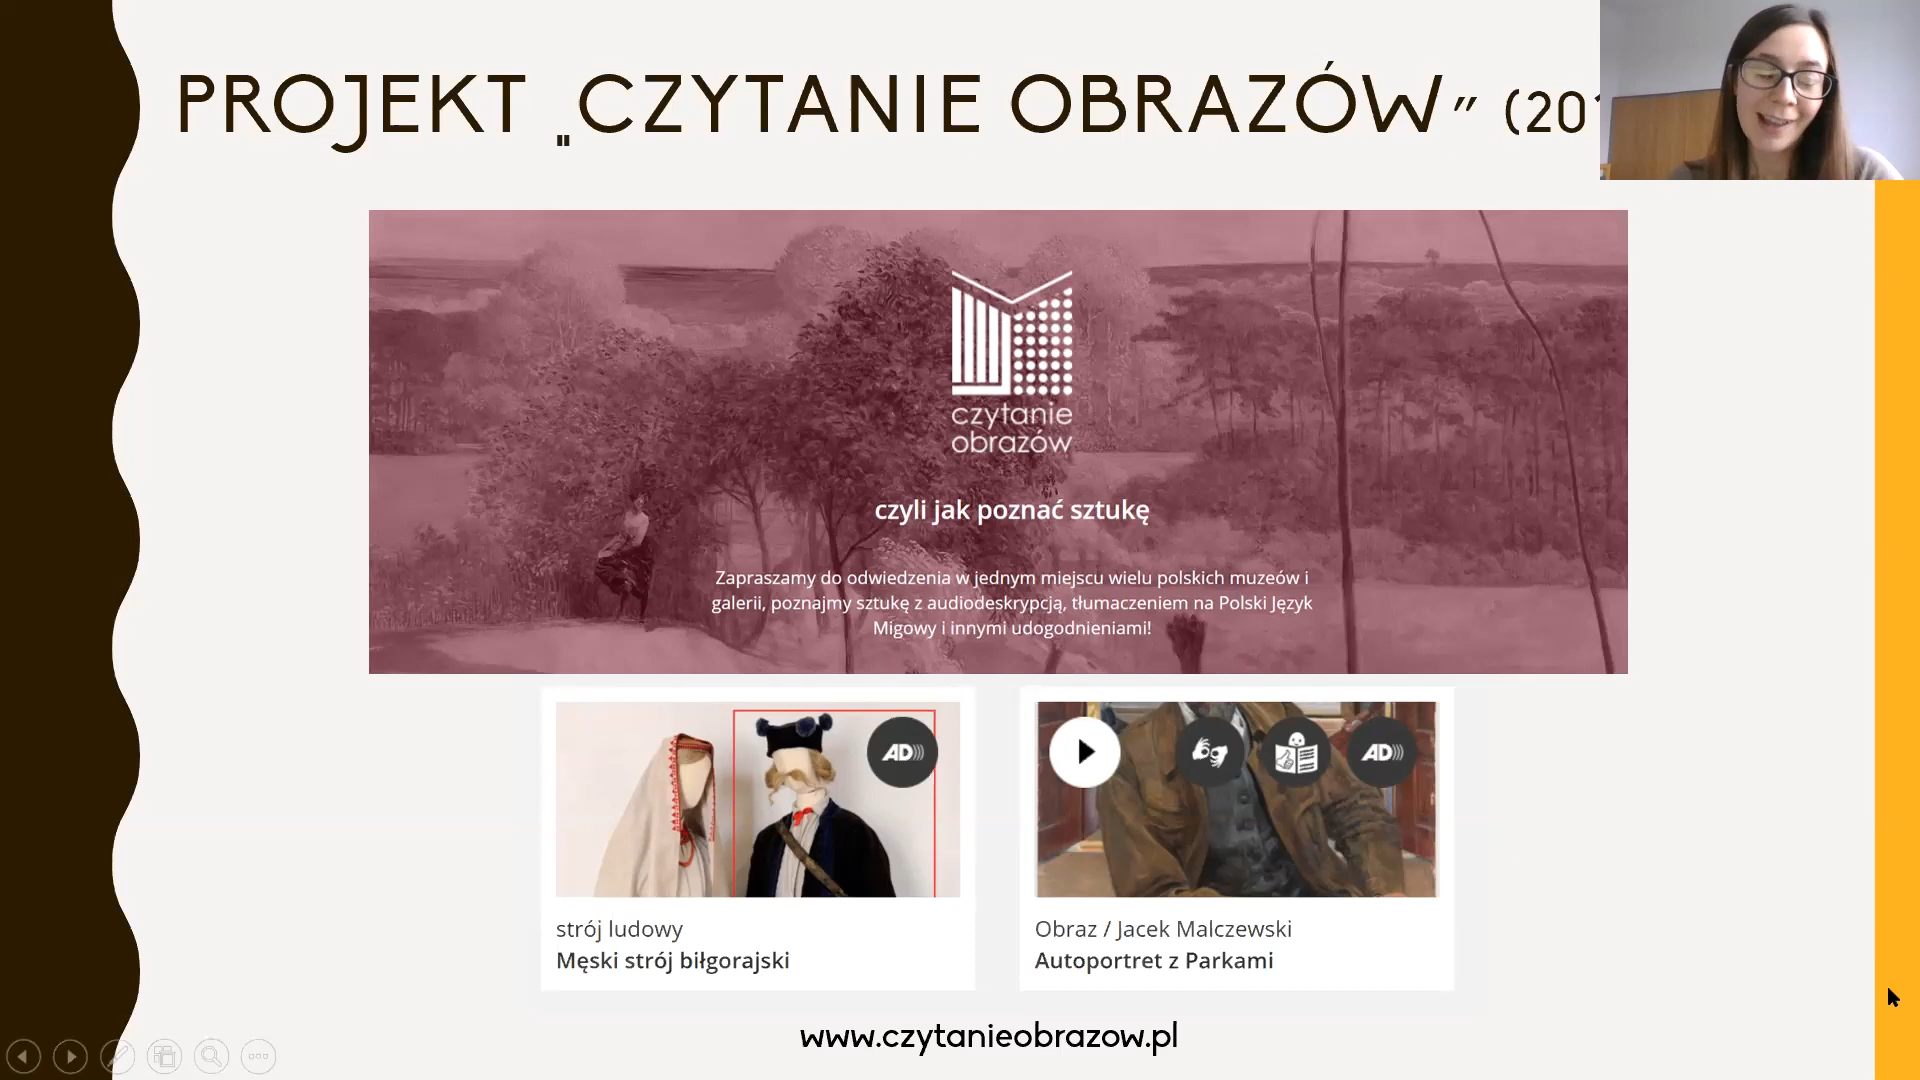 PROJEKT „CZYTANIE OBRAZÓW” (20
czytanie
obrazów
czyli jak poznać sztukę
Zapraszamy do odwiedzenia w jednym miejscu wielu polskich muzeów i
galerii, poznajmy sztukę z audiodeskrypcją, tłumaczeniem na Polski Język
Migowy i innymi udogodnieniami!
AD
AD
strój ludowy
Męski strój biłgorajski
Obraz / Jacek Malczewski
Autoportret z Parkami
www.czytanieobrazow.pl